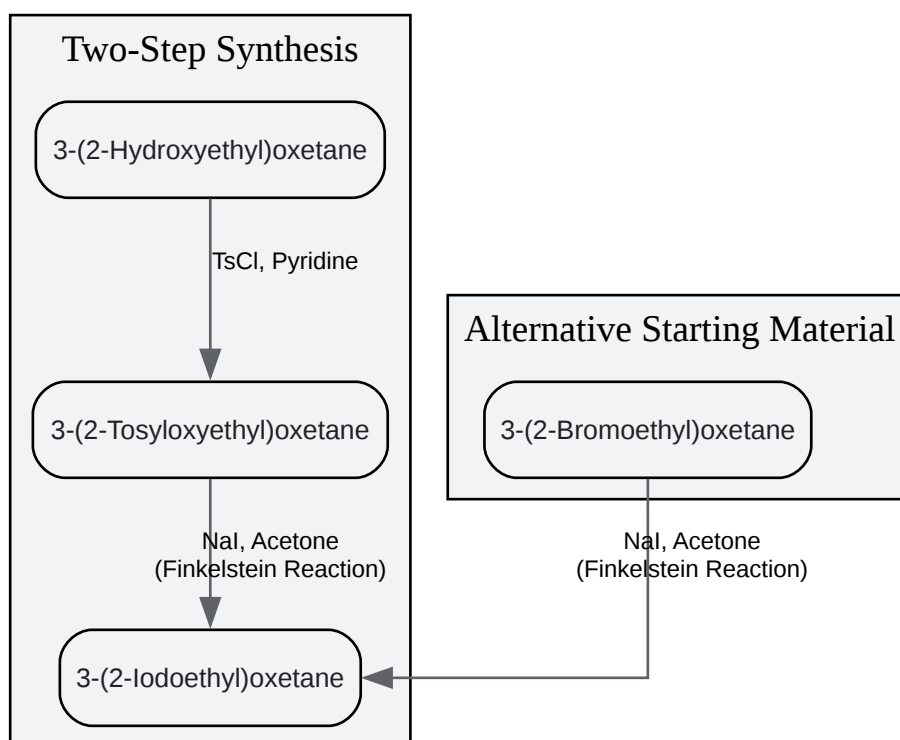 Two-Step Synthesis
3-(2-Hydroxyethyl)oxetane
TsCl, Pyridine
Alternative Starting Material
3-(2-Tosyloxyethyl)oxetane
3-(2-Bromoethyl)oxetane
NaI, Acetone
(Finkelstein Reaction)
NaI, Acetone
(Finkelstein Reaction)
3-(2-Iodoethyl)oxetane